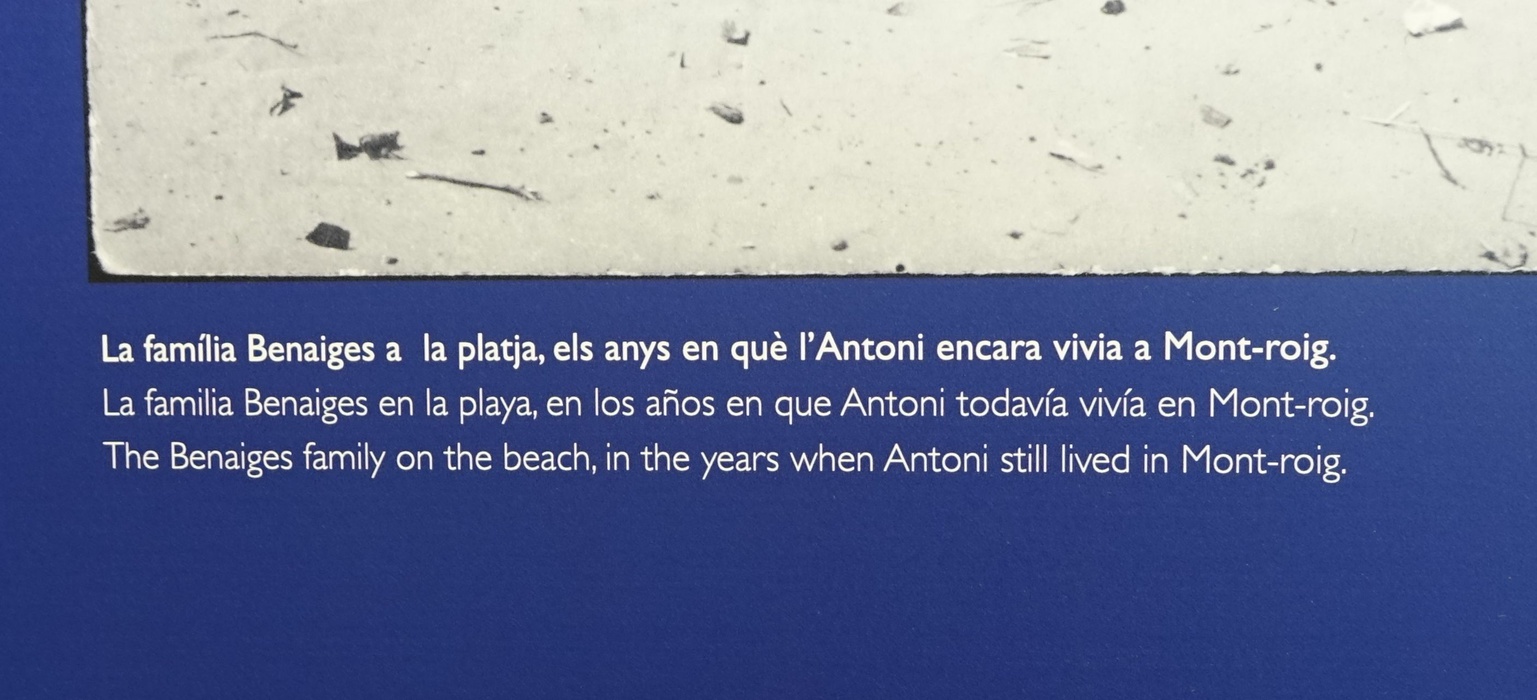 La família Benaiges a  la platja, els anys en què l’Antoni encara vivia a Mont-roig.
La familia Benaiges en la playa, en los años en que Antoni todavía vivía en Mont-roig.
The Benaiges family on the beach, in the years when Antoni still lived in Mont-roig.